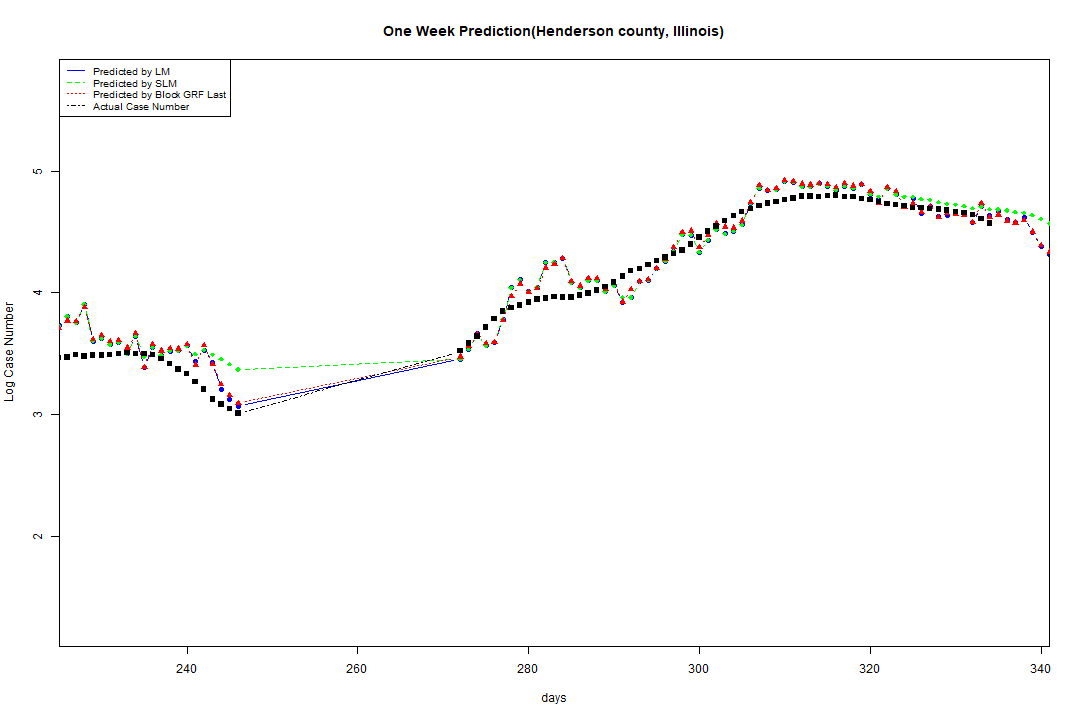 One Week Prediction(Henderson county, Illinois)
Predicted by LM
Predicted by SLM
Predicted by Block GRF Last
Actual Case Number
Log Case Number
5
4
3
2
240 260 280 300 320 340
days